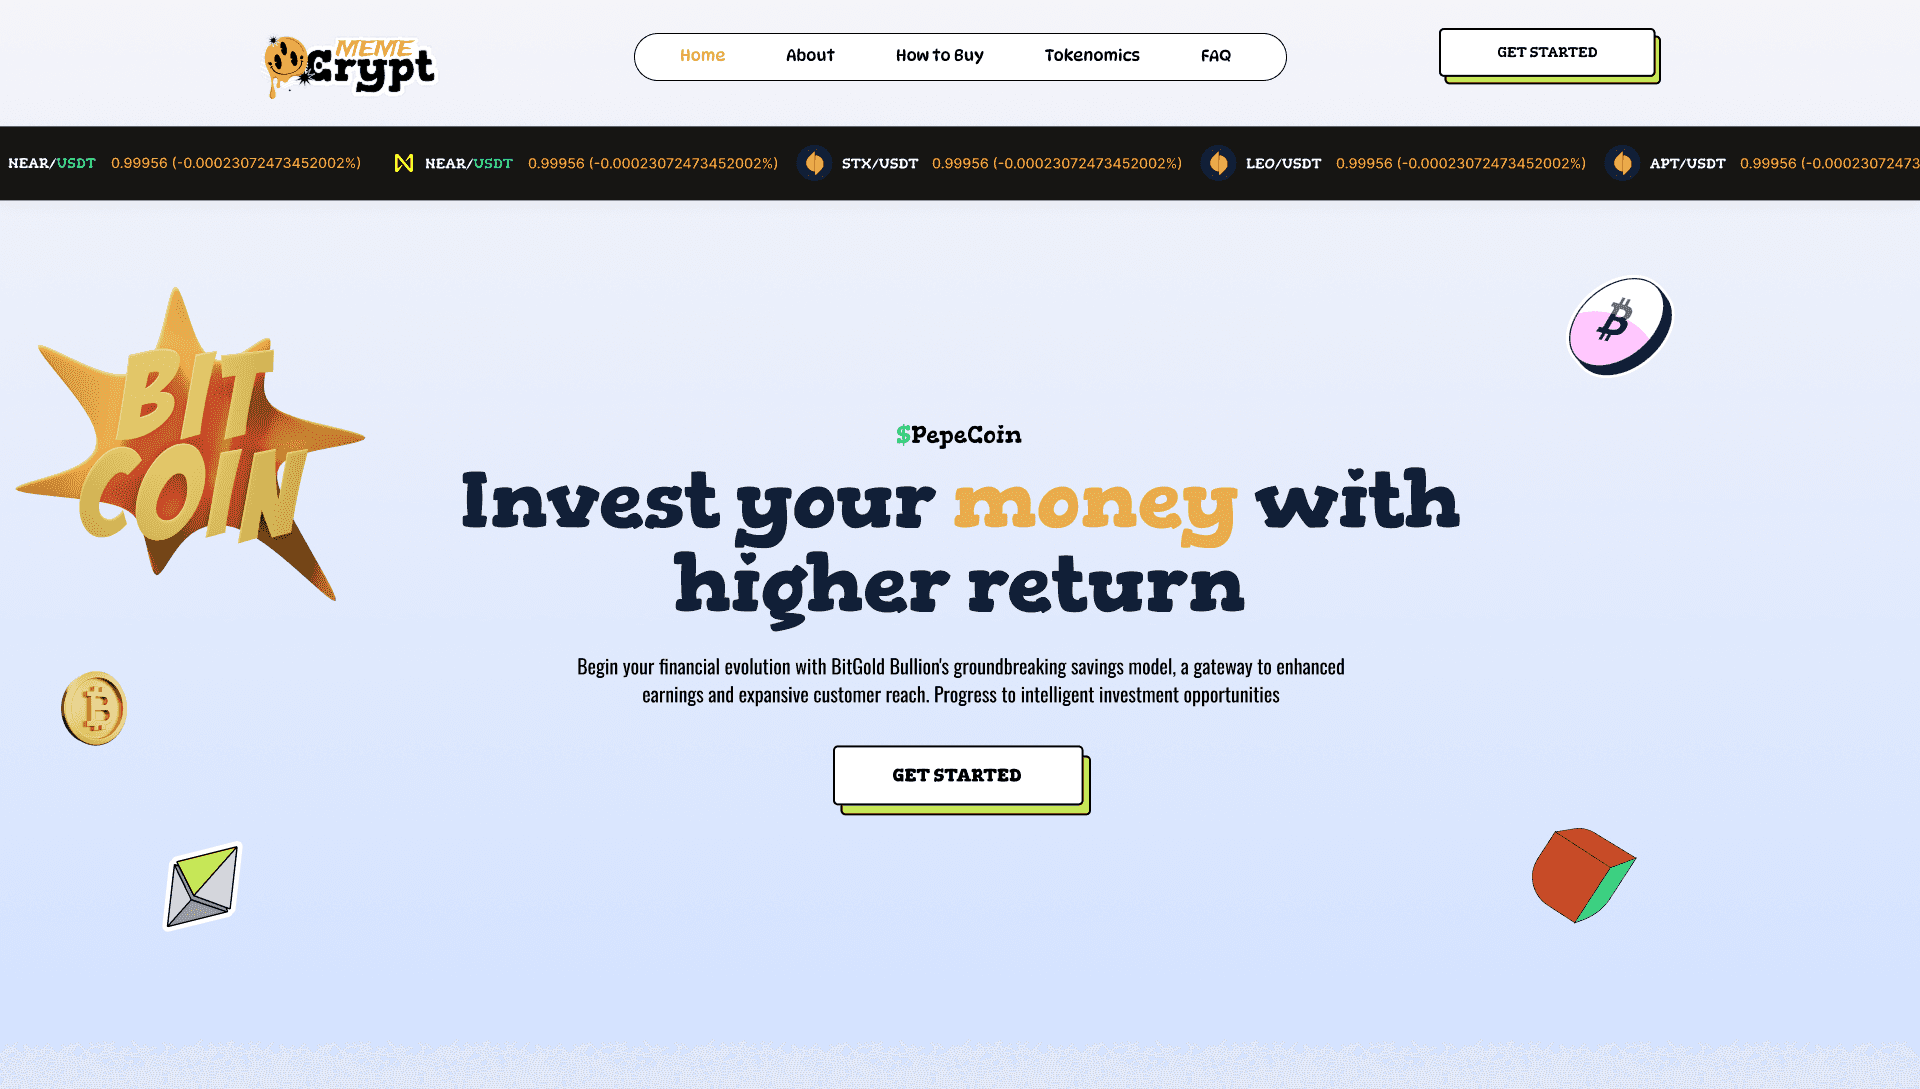 MEME
Crypt
Home About How to Buy Tokenomics FAQ
GET STARTED
NEAR/USDT 0.99956 (-0.00023072473452002%) NEAR/USDT 0.99956 (-0.00023072473452002%) STX/USDT 0.99956 (-0.00023072473452002%) LEO/USDT 0.99956 (-0.00023072473452002%) APT/USDT 0.99956 (-0.00023072473
BIT
COIN
$PepeCoin
Invest your money with
higher return
Begin your financial evolution with BitGold Bullion's groundbreaking savings model, a gateway to enhanced
earnings and expansive customer reach. Progress to intelligent investment opportunities
GET STARTED